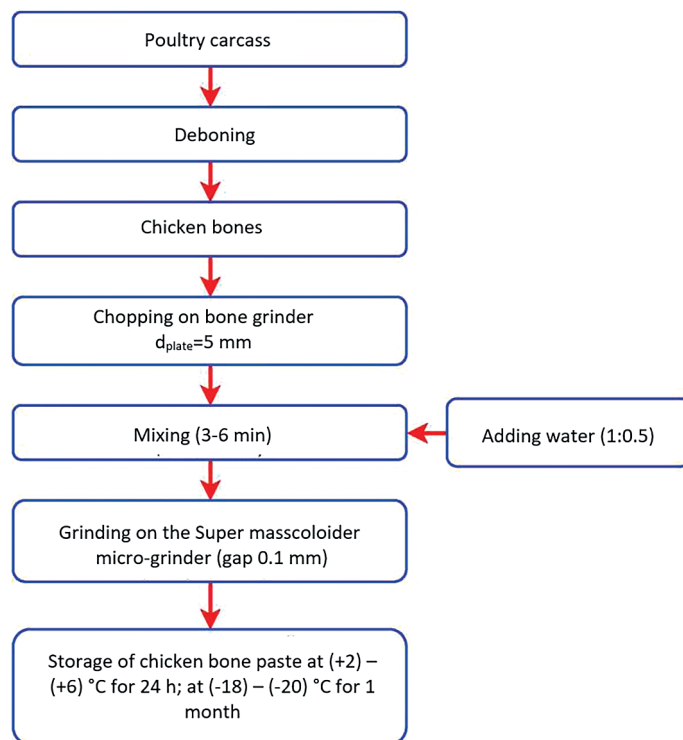 Poultry carcass
Deboning
Chicken bones
Chopping on bone grinder
dplate=5 mm
Mixing (3-6 min)
Adding water (1:0.5)
Grinding on the Super masscoloider
micro-grinder (gap 0.1 mm)
Storage of chicken bone paste at (+2) –
(+6) °C for 24 h; at (-18) – (-20) °C for 1
month